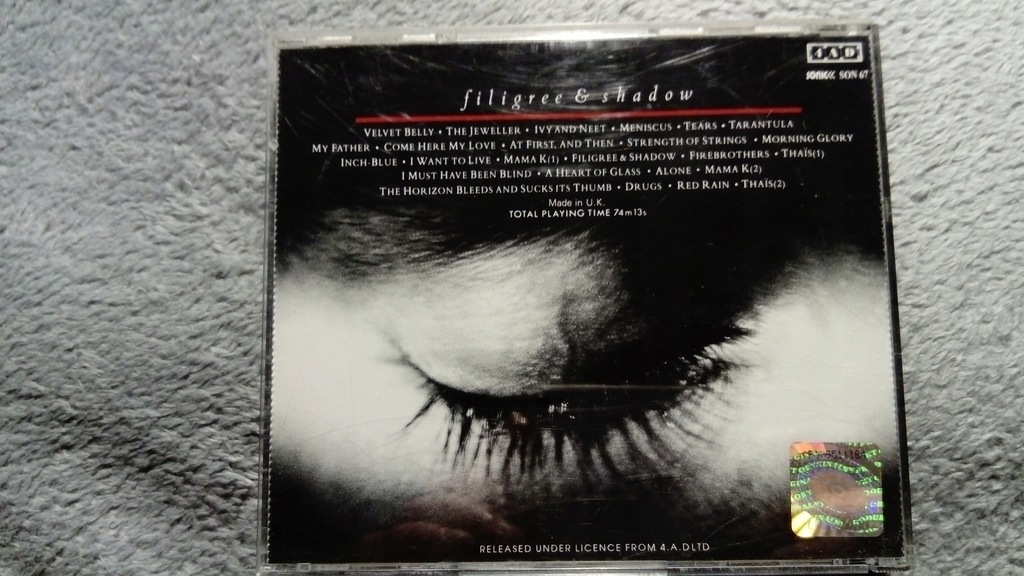 4AD
SONIC SON 67
filigree & shadow
VELVET BELLY • THE JEWELLER • IVY AND NEET • MENISCUS • TEARS • TARANTULA
MY FATHER • COME HERE MY LOVE • AT FIRST, AND THEN • STRENGTH OF STRINGS • MORNING GLORY
INCH-BLUE • I WANT TO LIVE • MAMA K(1) • FILIGREE & SHADOW • FIREBROTHERS • THAÏS(1)
I MUST HAVE BEEN BLIND • A HEART OF GLASS • ALONE • MAMA K(2)
THE HORIZON BLEEDS AND SUCKS ITS THUMB • DRUGS • RED RAIN • THAÏS(2)
Made in U.K.
TOTAL PLAYING TIME 74m13s
RELEASED UNDER LICENCE FROM 4.A.D LTD